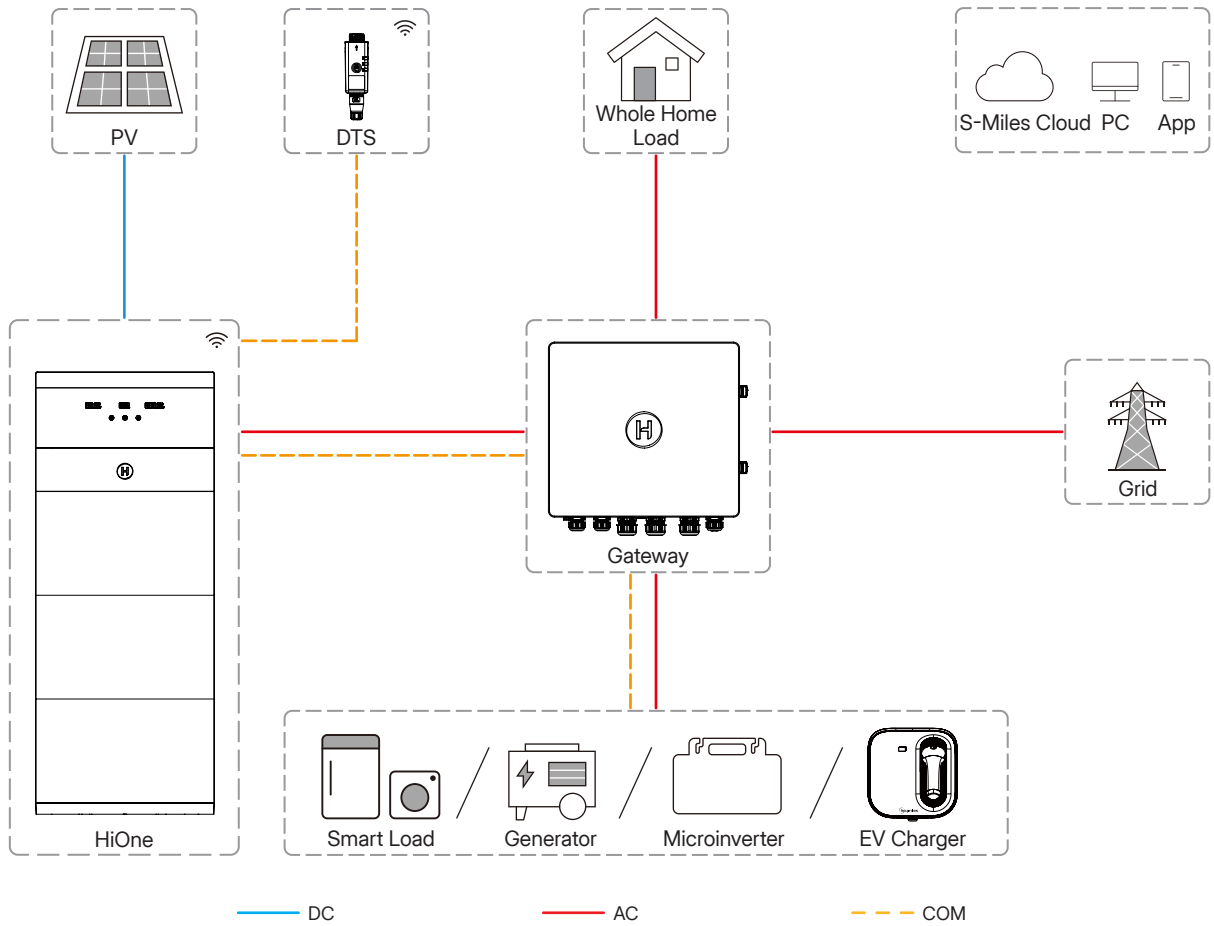 PV
DTS
Whole Home
Load
S-Miles Cloud PC App
Grid
Gateway
HiOne
Smart Load
Generator
Microinverter
EV Charger
DC
AC
COM